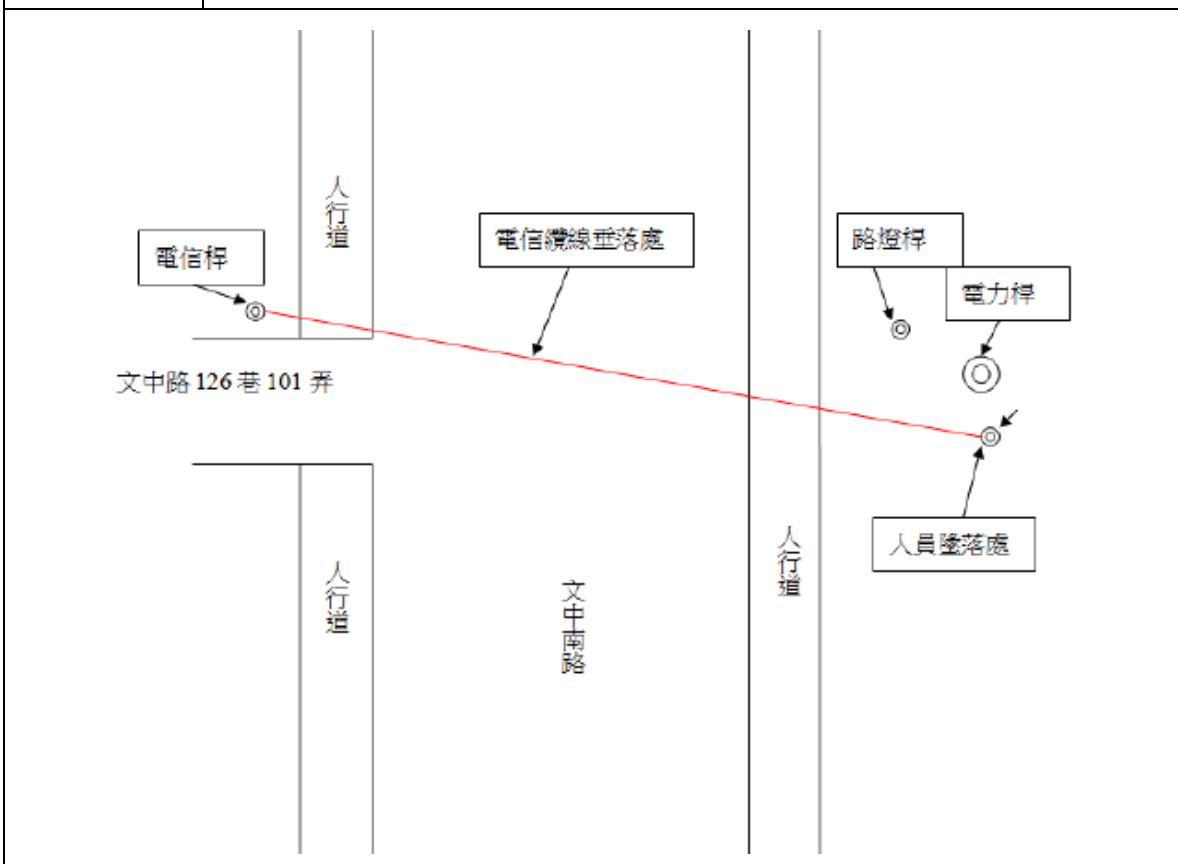 人行道
電信纜線垂落處
路燈桿
電信桿
電力桿
文中路 126 巷 101 弄
人員墜落處
人行道
人行道
文中南路